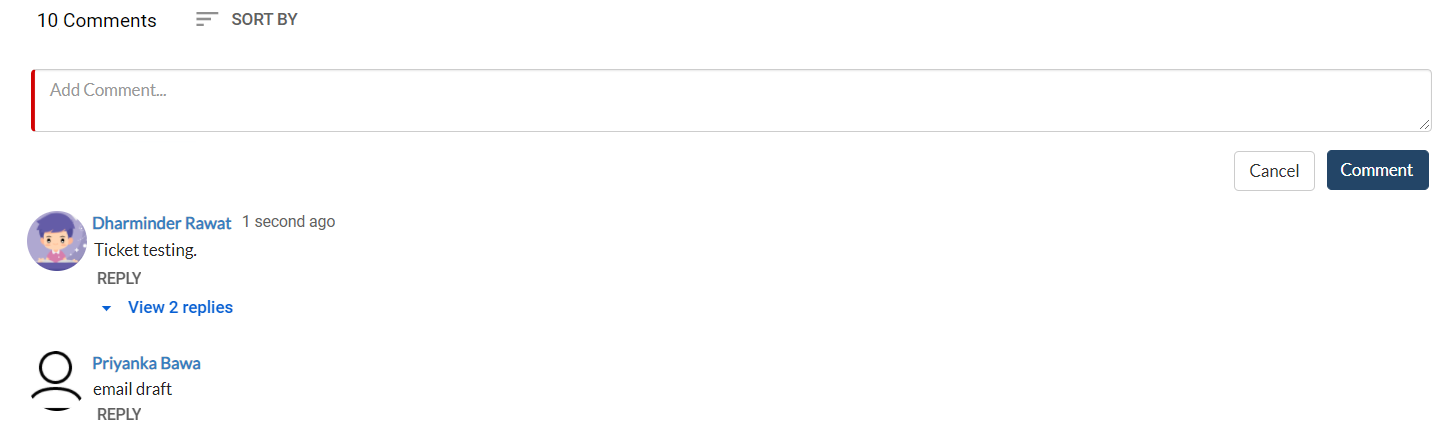 10 Comments SORT BY
Add Comment...
Cancel Comment
Dharminder Rawat 1 second ago
Ticket testing.
REPLY
View 2 replies
Priyanka Bawa
email draft
REPLY